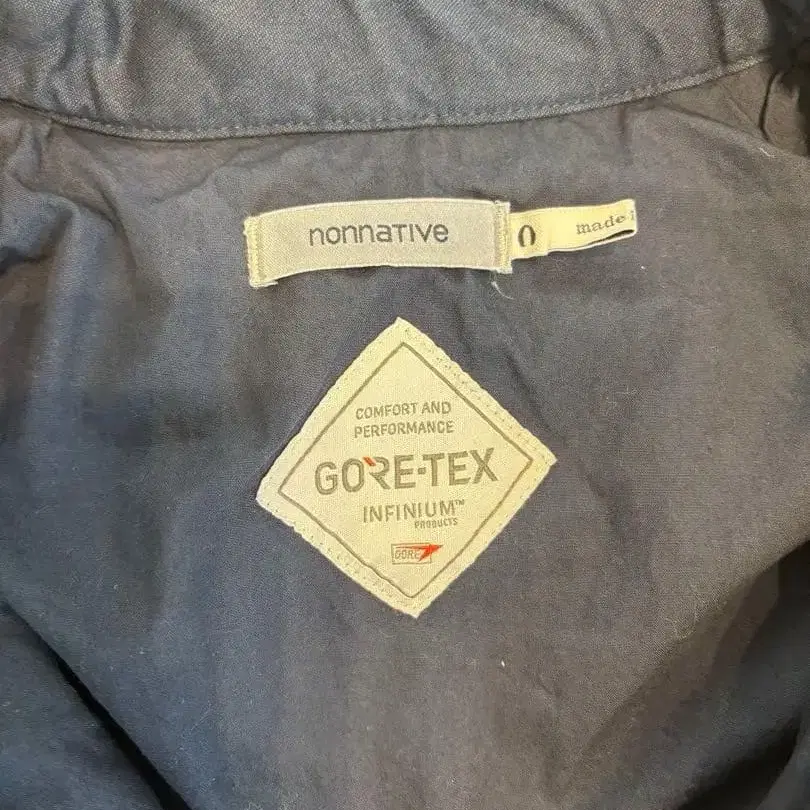 nonnative
0
made
COMFORT AND
PERFORMANCE
GORE-TEX
INFINIUM™
PRODUCTS
GORE